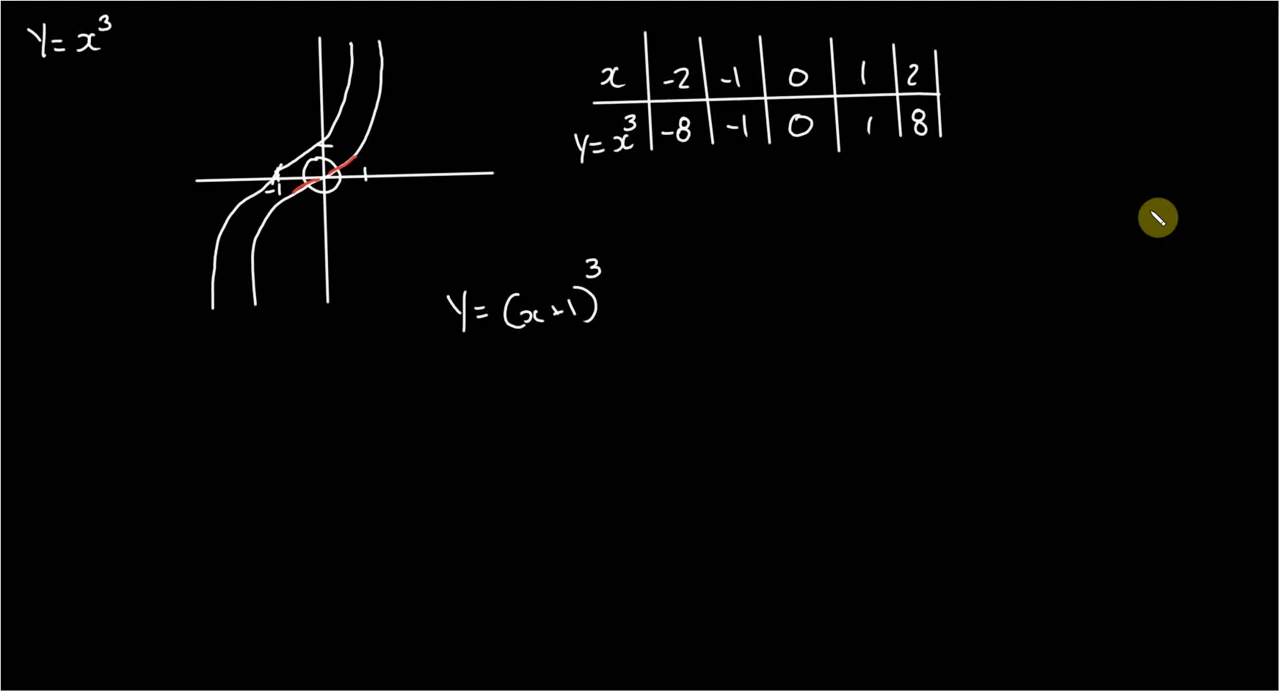 Y = x³
x | -2 | -1 | 0 | 1 | 2
Y = x³ | -8 | -1 | 0 | 1 | 8
-1 1
Y = (x+1)³